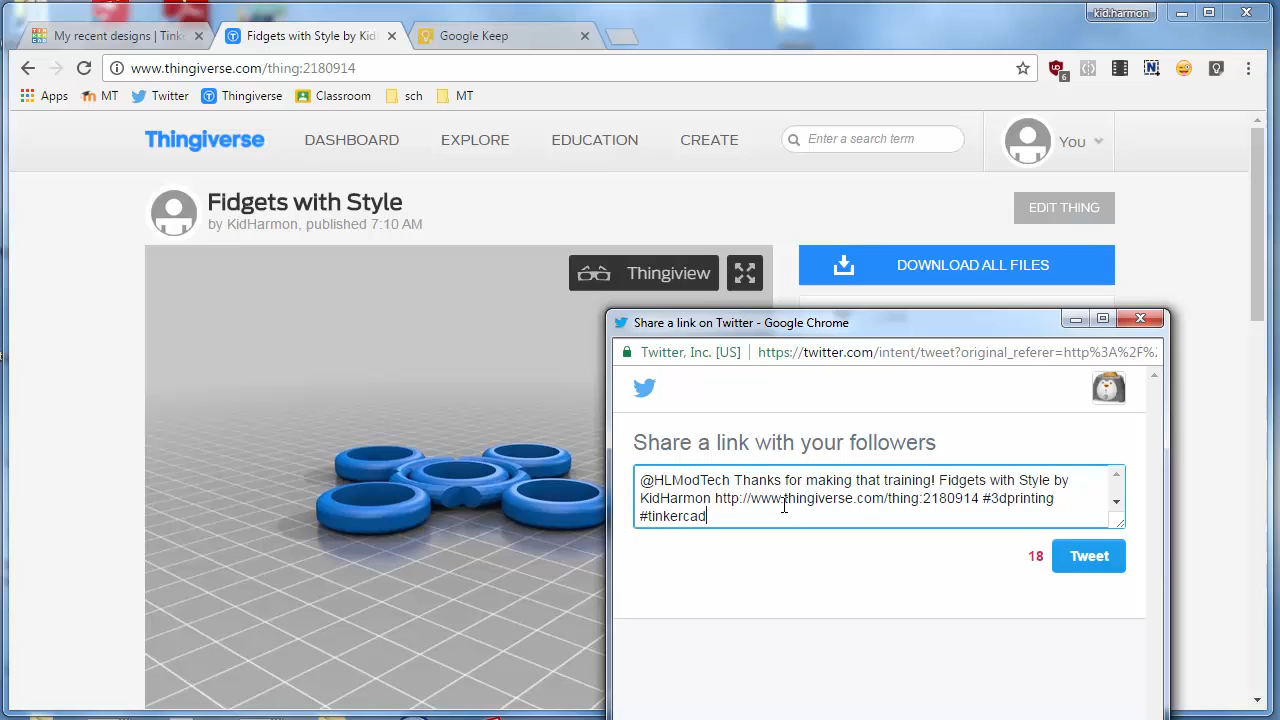 kid.harmon
My recent designs | Tink
Fidgets with Style by Kid
Google Keep
www.thingiverse.com/thing:2180914
6
Apps
MT
Twitter
Thingiverse
Classroom
sch
MT
Thingiverse
DASHBOARD
EXPLORE
EDUCATION
CREATE
Enter a search term
You
Fidgets with Style
by KidHarmon, published 7:10 AM
EDIT THING
Thingiview
DOWNLOAD ALL FILES
Share a link on Twitter - Google Chrome
Twitter, Inc. [US]
https://twitter.com/intent/tweet?original_referer=http%3A%2F%
Share a link with your followers
@HLModTech Thanks for making that training! Fidgets with Style by
KidHarmon http://www.thingiverse.com/thing:2180914 #3dprinting
#tinkercad
18
Tweet